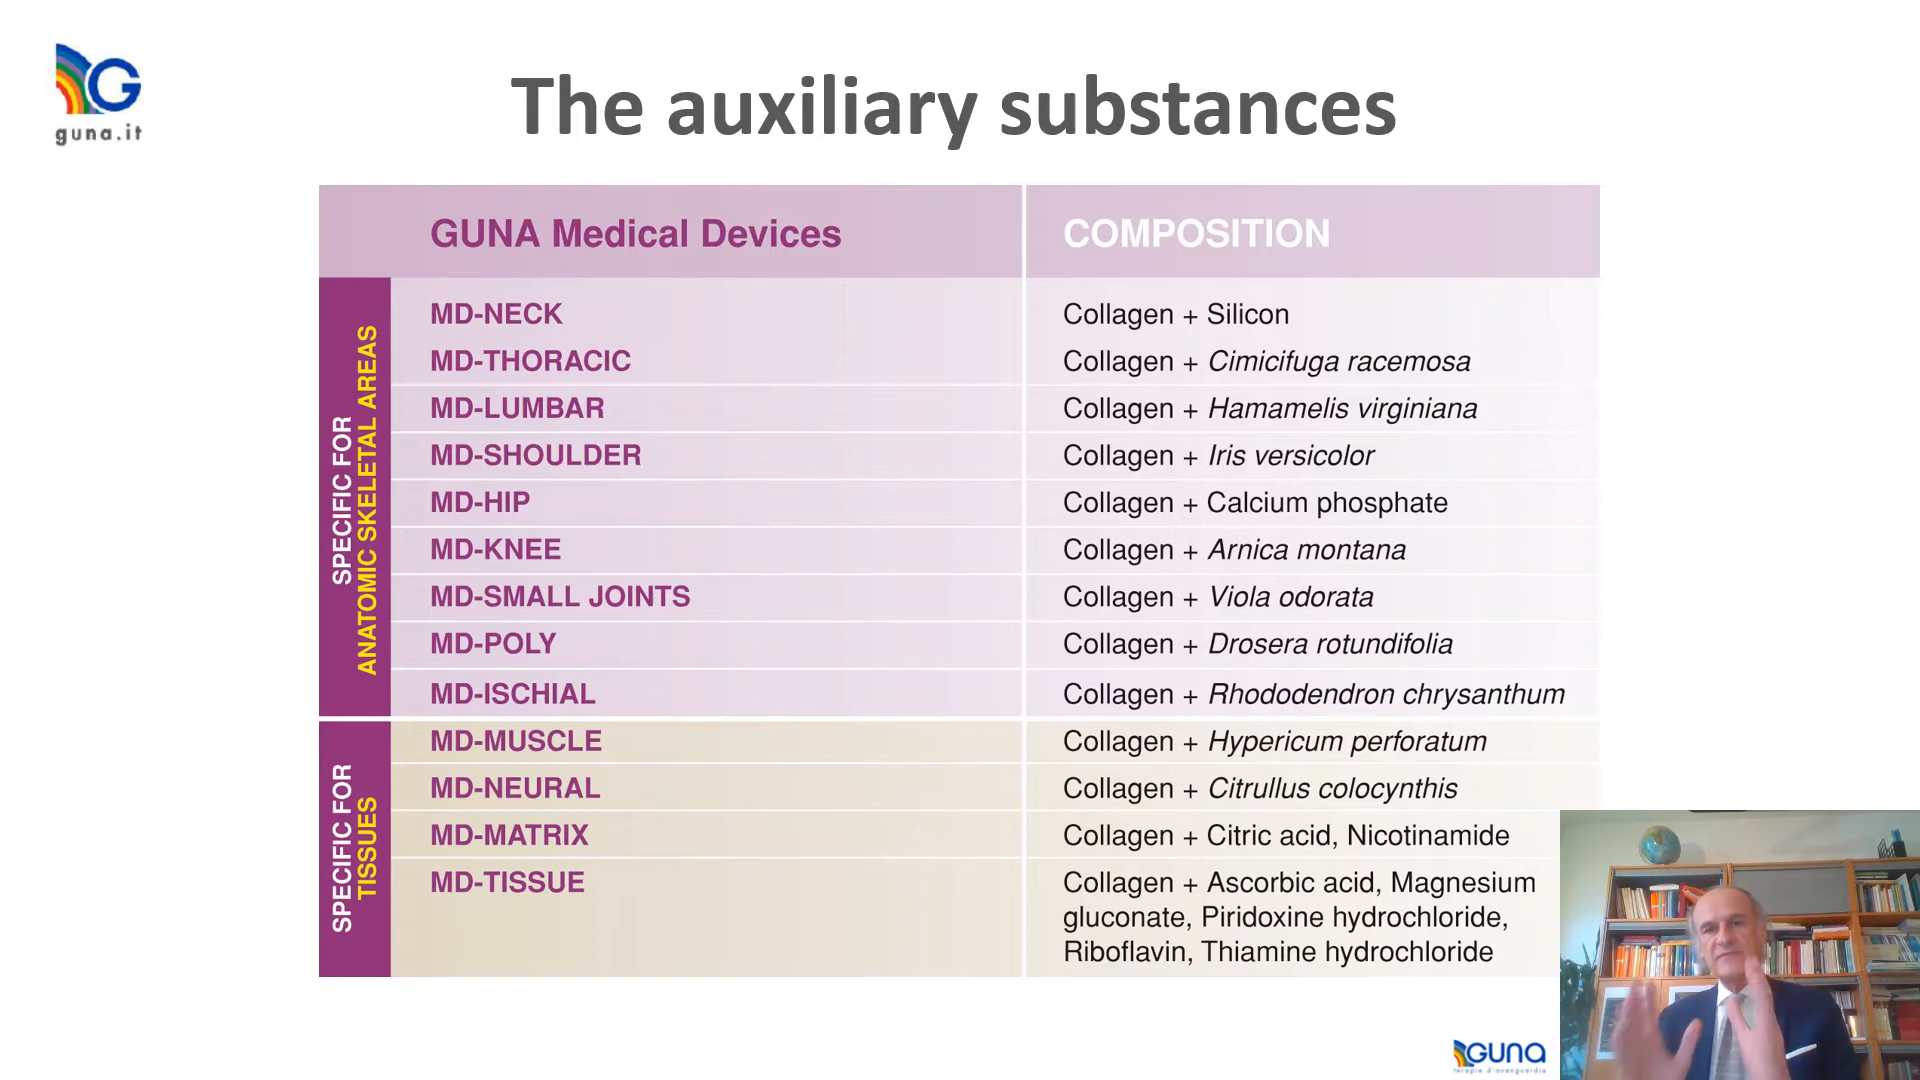 G
guna.it
The auxiliary substances
GUNA Medical Devices COMPOSITION
SPECIFIC FOR
ANATOMIC SKELETAL AREAS
MD-NECK Collagen + Silicon
MD-THORACIC Collagen + Cimicifuga racemosa
MD-LUMBAR Collagen + Hamamelis virginiana
MD-SHOULDER Collagen + Iris versicolor
MD-HIP Collagen + Calcium phosphate
MD-KNEE Collagen + Arnica montana
MD-SMALL JOINTS Collagen + Viola odorata
MD-POLY Collagen + Drosera rotundifolia
MD-ISCHIAL Collagen + Rhododendron chrysanthum
SPECIFIC FOR
TISSUES
MD-MUSCLE Collagen + Hypericum perforatum
MD-NEURAL Collagen + Citrullus colocynthis
MD-MATRIX Collagen + Citric acid, Nicotinamide
MD-TISSUE Collagen + Ascorbic acid, Magnesium
gluconate, Piridoxine hydrochloride,
Riboflavin, Thiamine hydrochloride
GUNA
terapie d'avanguardia